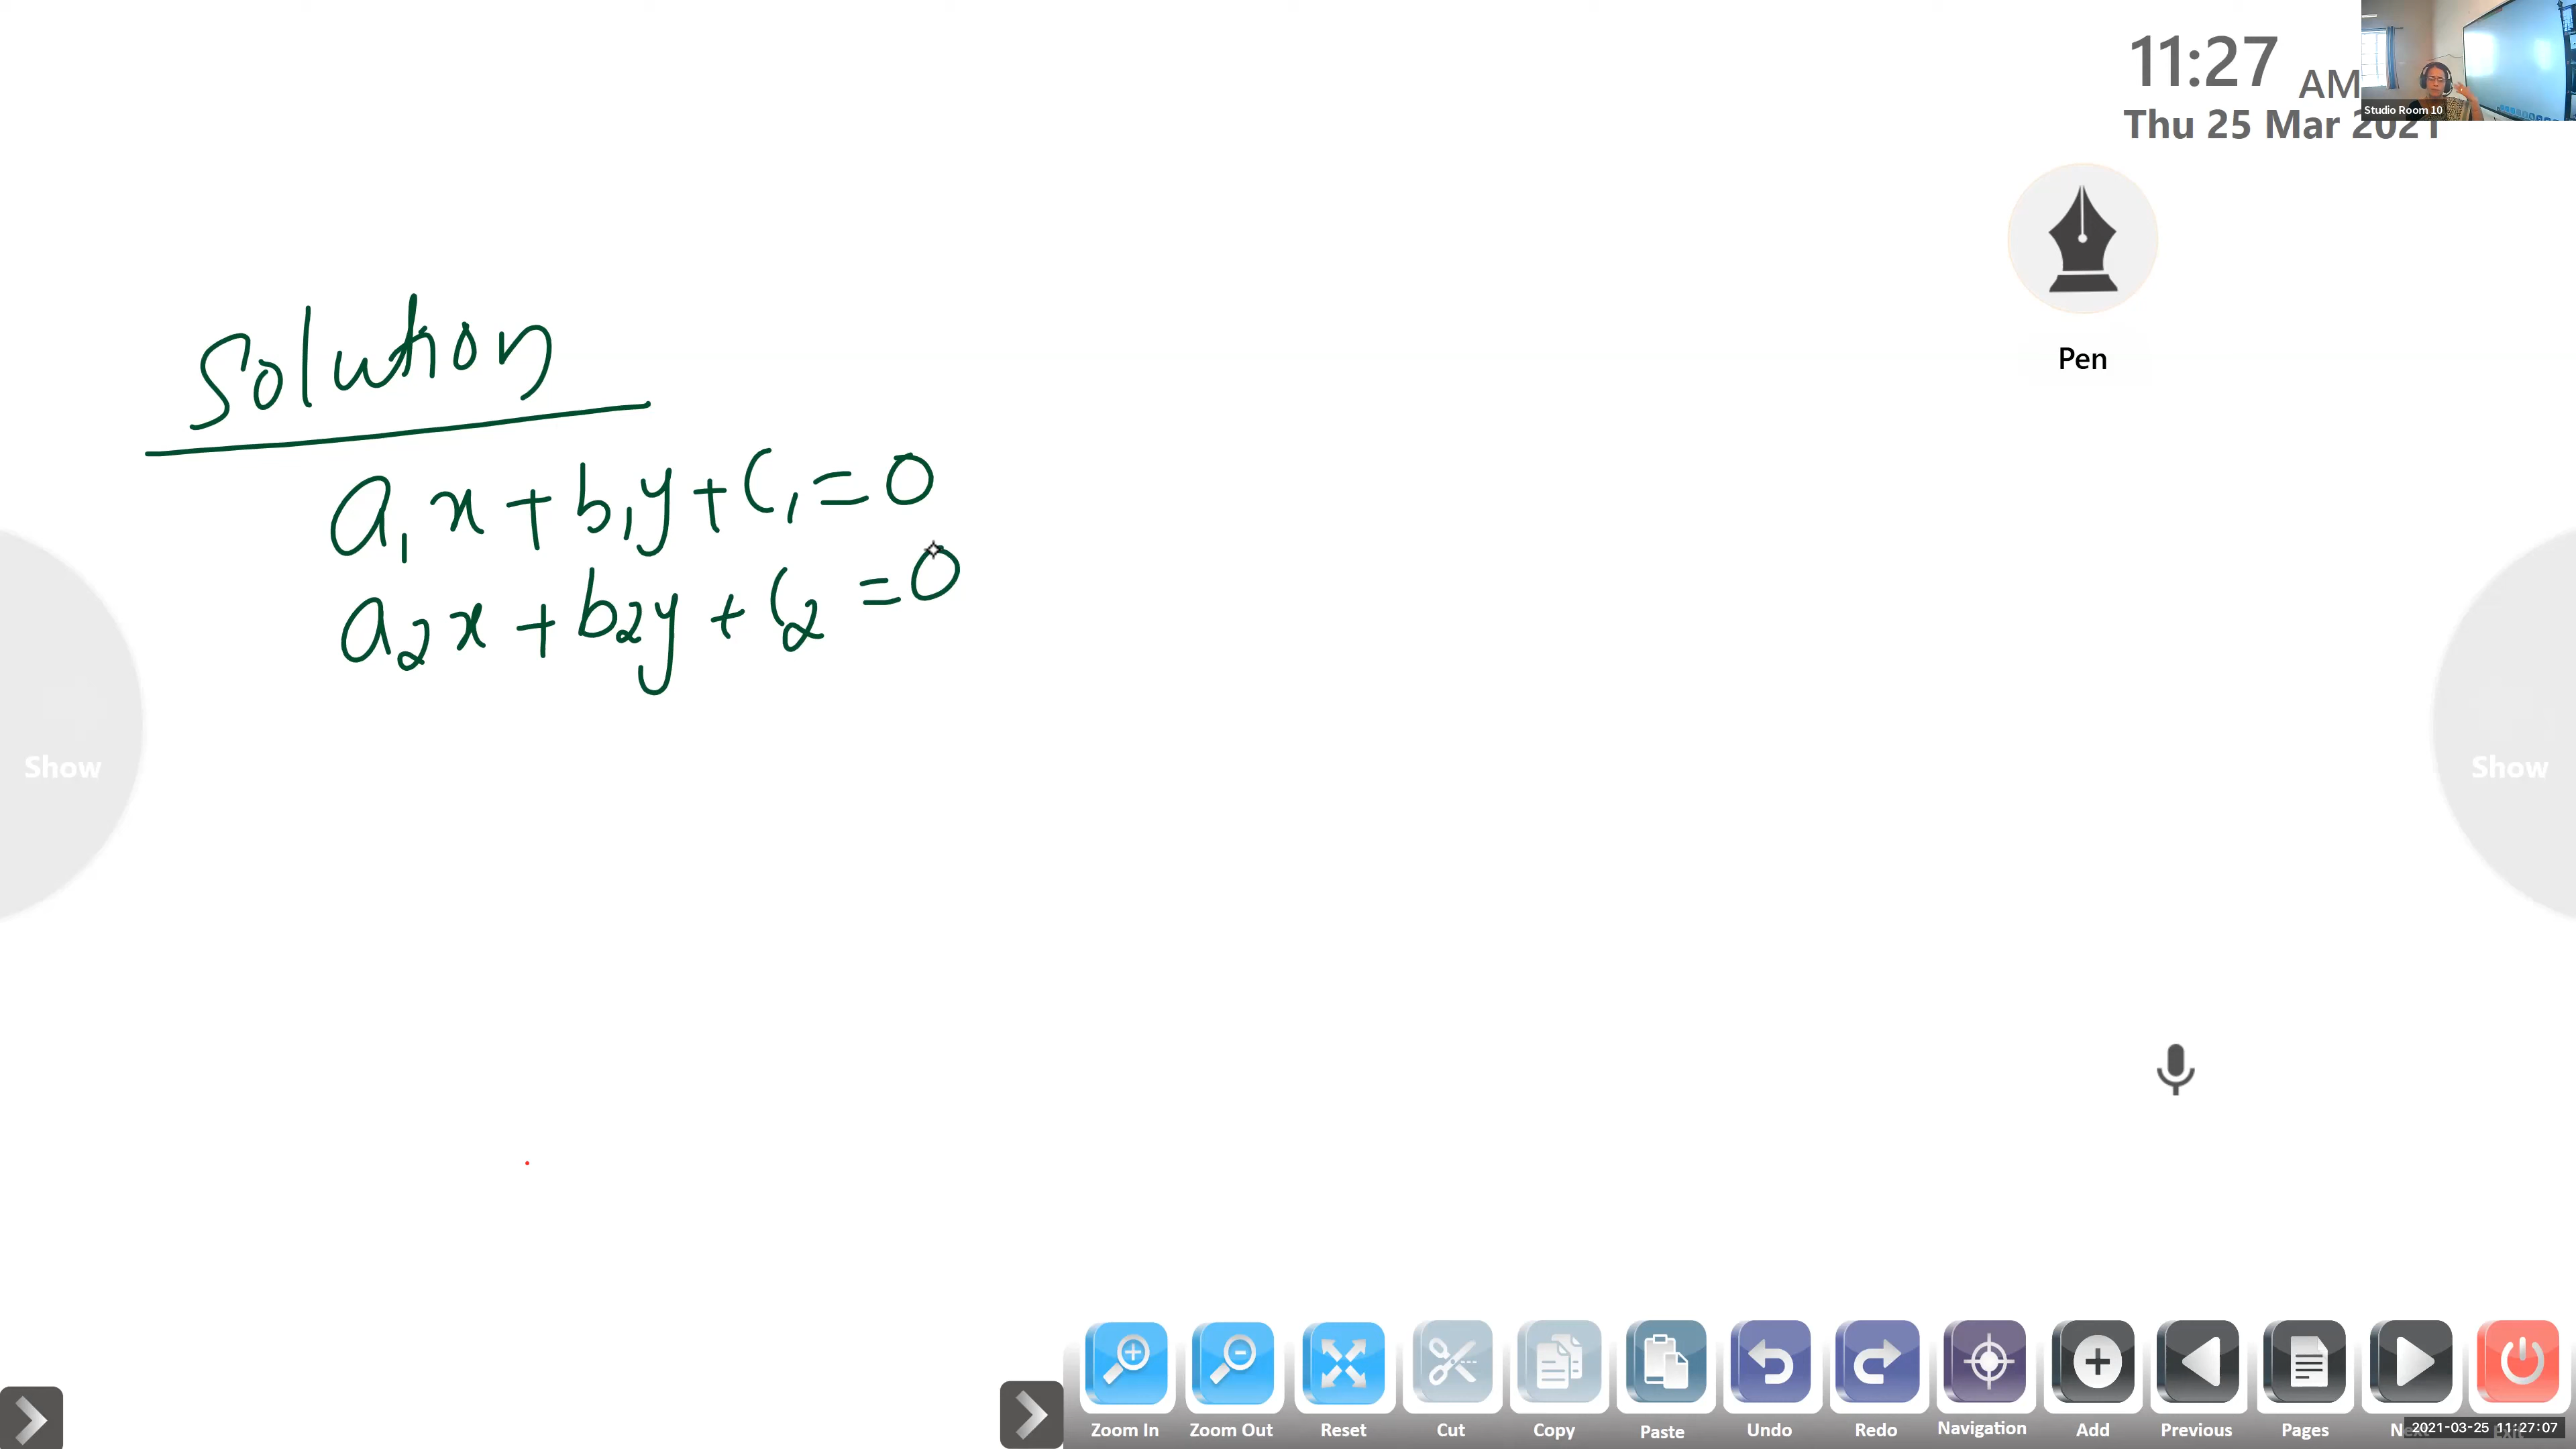 11:27 AM
Thu 25 Mar 2021
Studio Room 10
Pen
Solution
a₁x + b₁y + c₁ = 0
a₂x + b₂y + c₂ = 0
Show
Show
Zoom In Zoom Out Reset Cut Copy Paste Undo Redo Navigation Add Previous Pages
2021-03-25 11:27:07